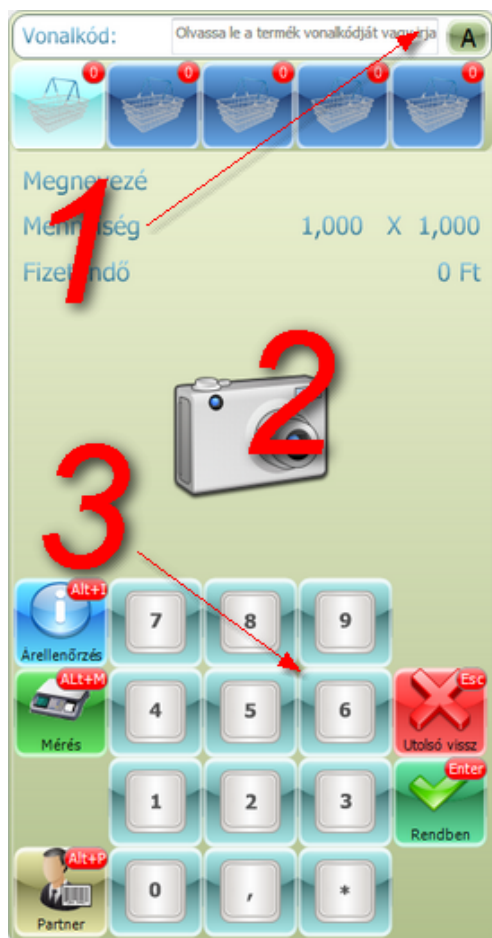 Vonalkód: Olvassa le a termék vonalkódját vagy írja A
0 0 0 0 0
1
Megnevezé
Mennyiség 1,000 X 1,000
Fizetendő 0 Ft
2
3
Alt+I
7 8 9
Árellenőrzés
ALt+M Esc
4 5 6
Mérés Utolsó vissz
Enter
1 2 3
Rendben
Alt+P
0 , *
Partner